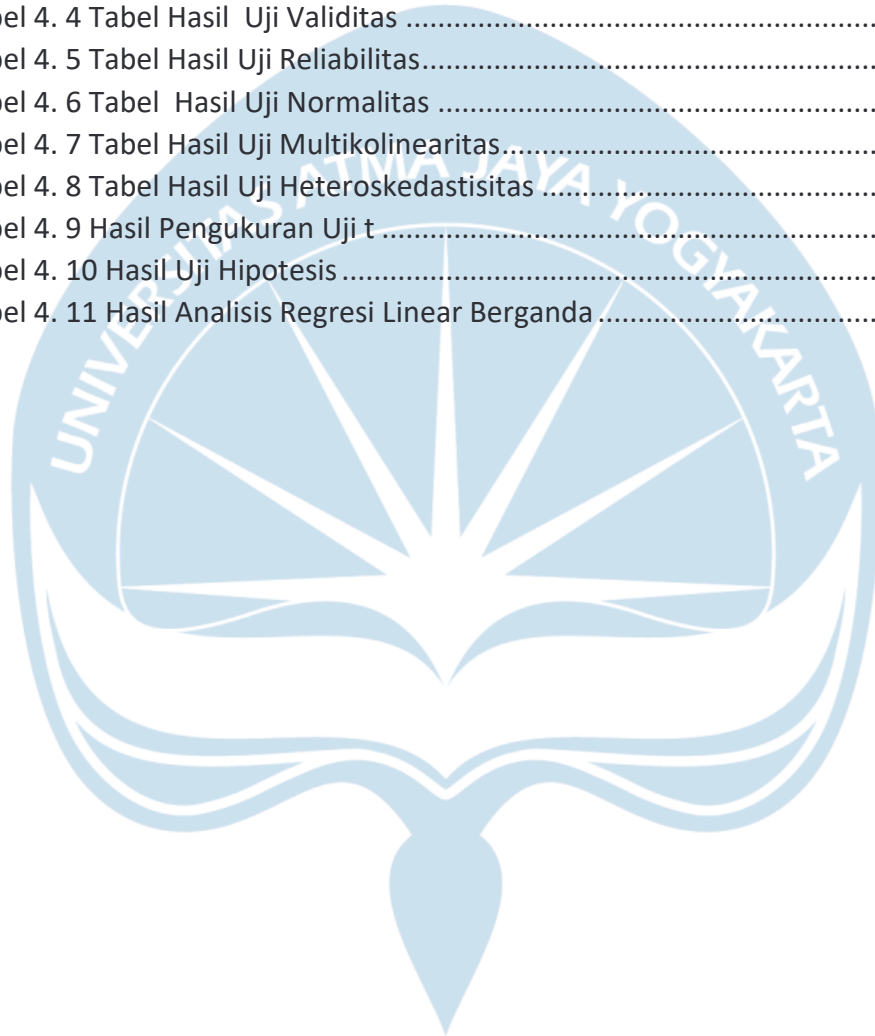 bel 4. 4 Tabel Hasil  Uji Validitas ........................................................
bel 4. 5 Tabel Hasil Uji Reliabilitas......................................................
bel 4. 6 Tabel  Hasil Uji Normalitas ....................................................
bel 4. 7 Tabel Hasil Uji Multikolinearitas.............................................
bel 4. 8 Tabel Hasil Uji Heteroskedastisitas ........................................
bel 4. 9 Hasil Pengukuran Uji t ...........................................................
bel 4. 10 Hasil Uji Hipotesis ................................................................
bel 4. 11 Hasil Analisis Regresi Linear Berganda .................................
UNIVERSITAS ATMA JAYA YOGYAKARTA